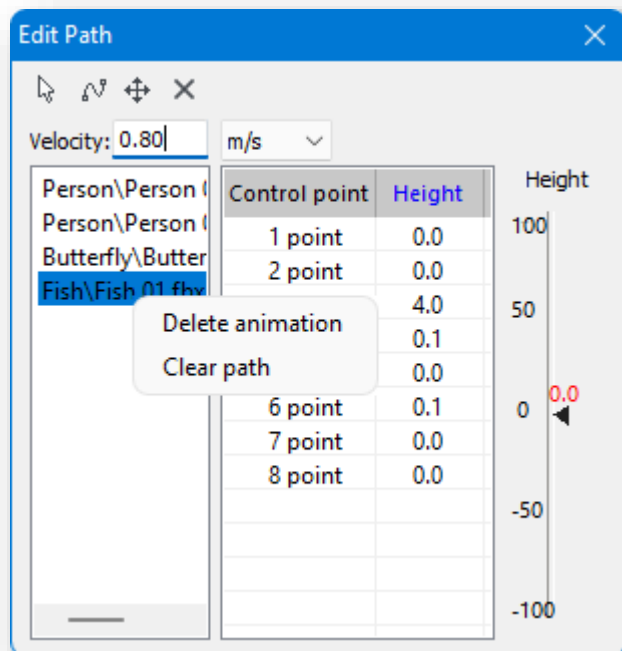 Edit Path
Velocity: 0.80 m/s
Person\Person
Person\Person
Butterfly\Butter
Fish\Fish 01.fbx
Delete animation
Clear path
Control point Height
1 point 0.0
2 point 0.0
4.0
0.1
0.0
6 point 0.1
7 point 0.0
8 point 0.0
Height
100
50
0 0.0
-50
-100